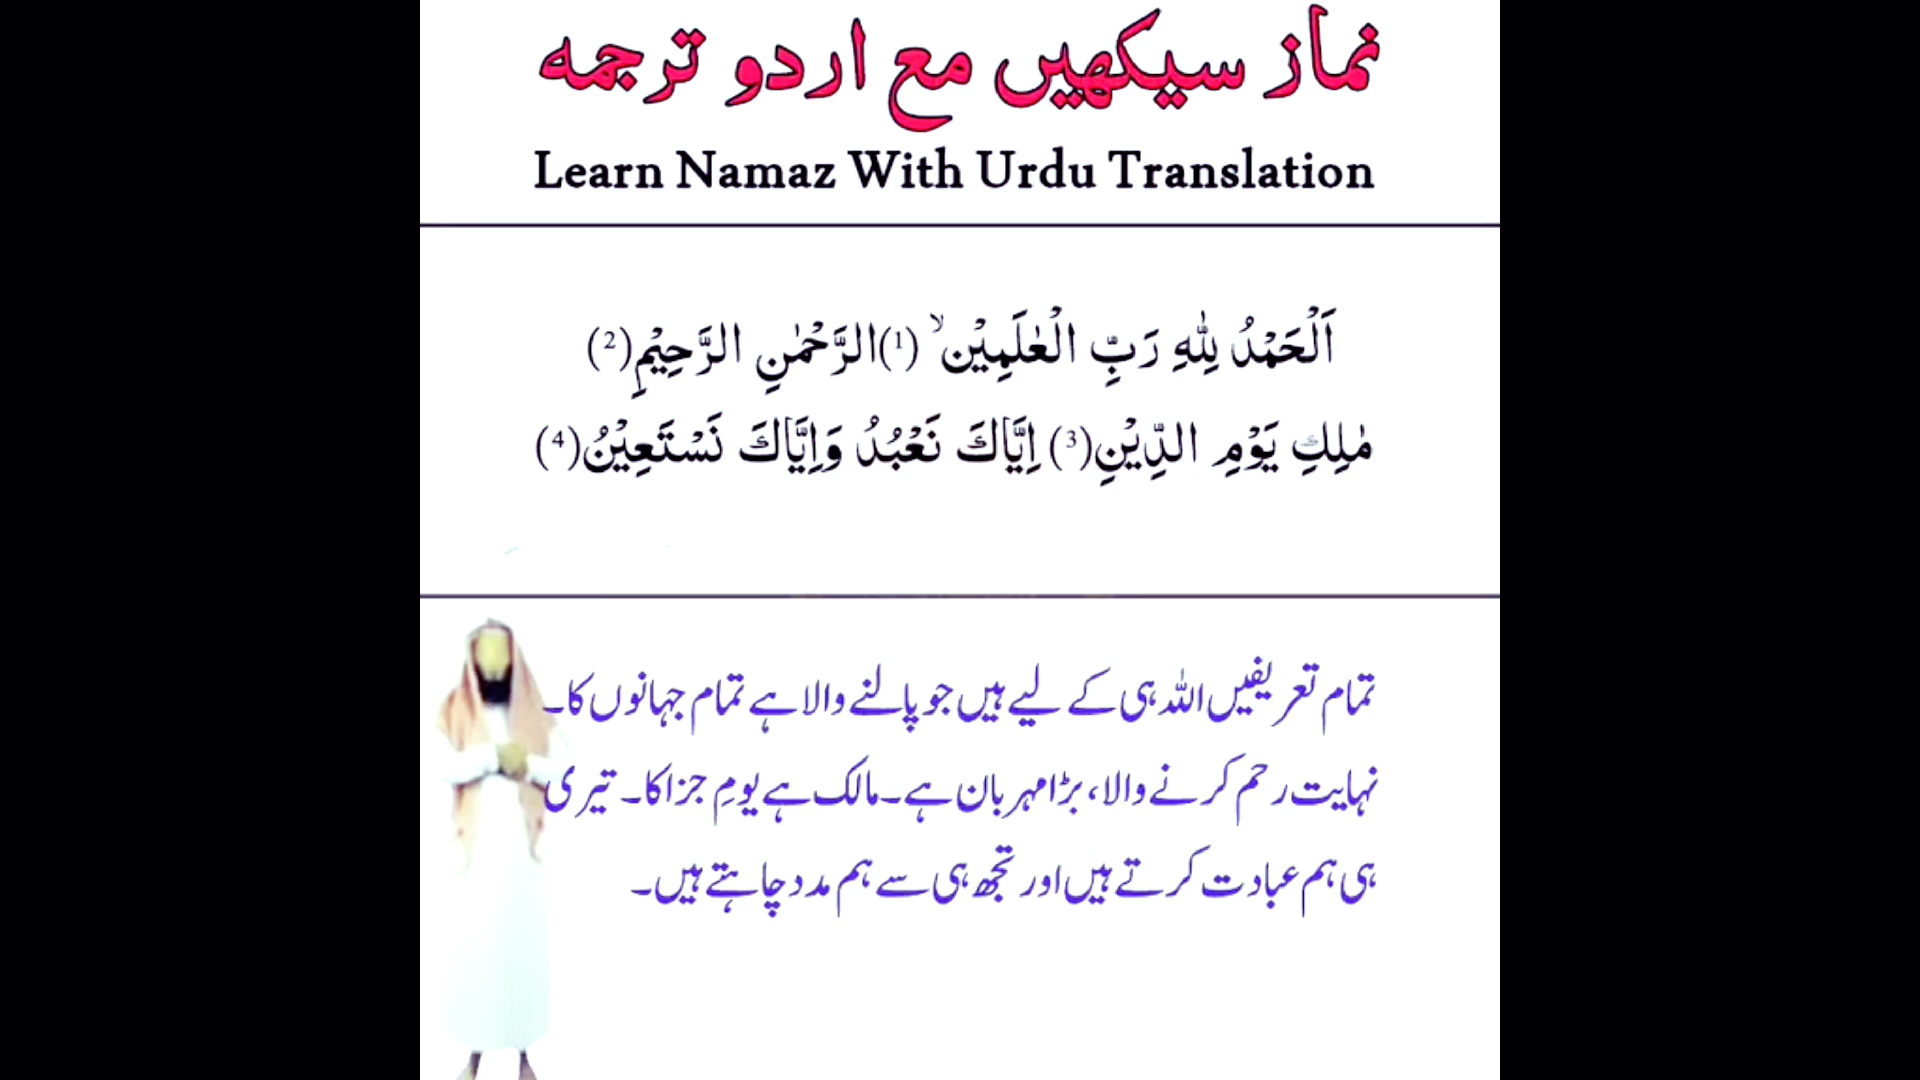 نماز سیکھیں مع اردو ترجمہ
Learn Namaz With Urdu Translation
اَلْحَمْدُ لِلّٰهِ رَبِّ الْعٰلَمِیْنۙ(1)الرَّحْمٰنِ الرَّحِیْمِ(2)
مٰلِكِ یَوْمِ الدِّیْنِ(3) اِیَّاكَ نَعْبُدُ وَاِیَّاكَ نَسْتَعِیْنُ(4)
تمام تعریفیں اللہ ہی کے لیے ہیں جو پالنے والا ہے تمام جہانوں کا۔
نہایت رحم کرنے والا، بڑا مہربان ہے۔ مالک ہے یومِ جزا کا۔ تیری
ہی ہم عبادت کرتے ہیں اور تجھ ہی سے ہم مدد چاہتے ہیں۔